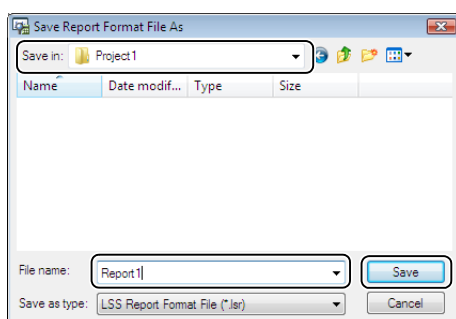 Save Report Format File As
Save in: Project1
Name Date modif... Type Size
File name: Report1 Save
Save as type: LSS Report Format File (*.lsr) Cancel